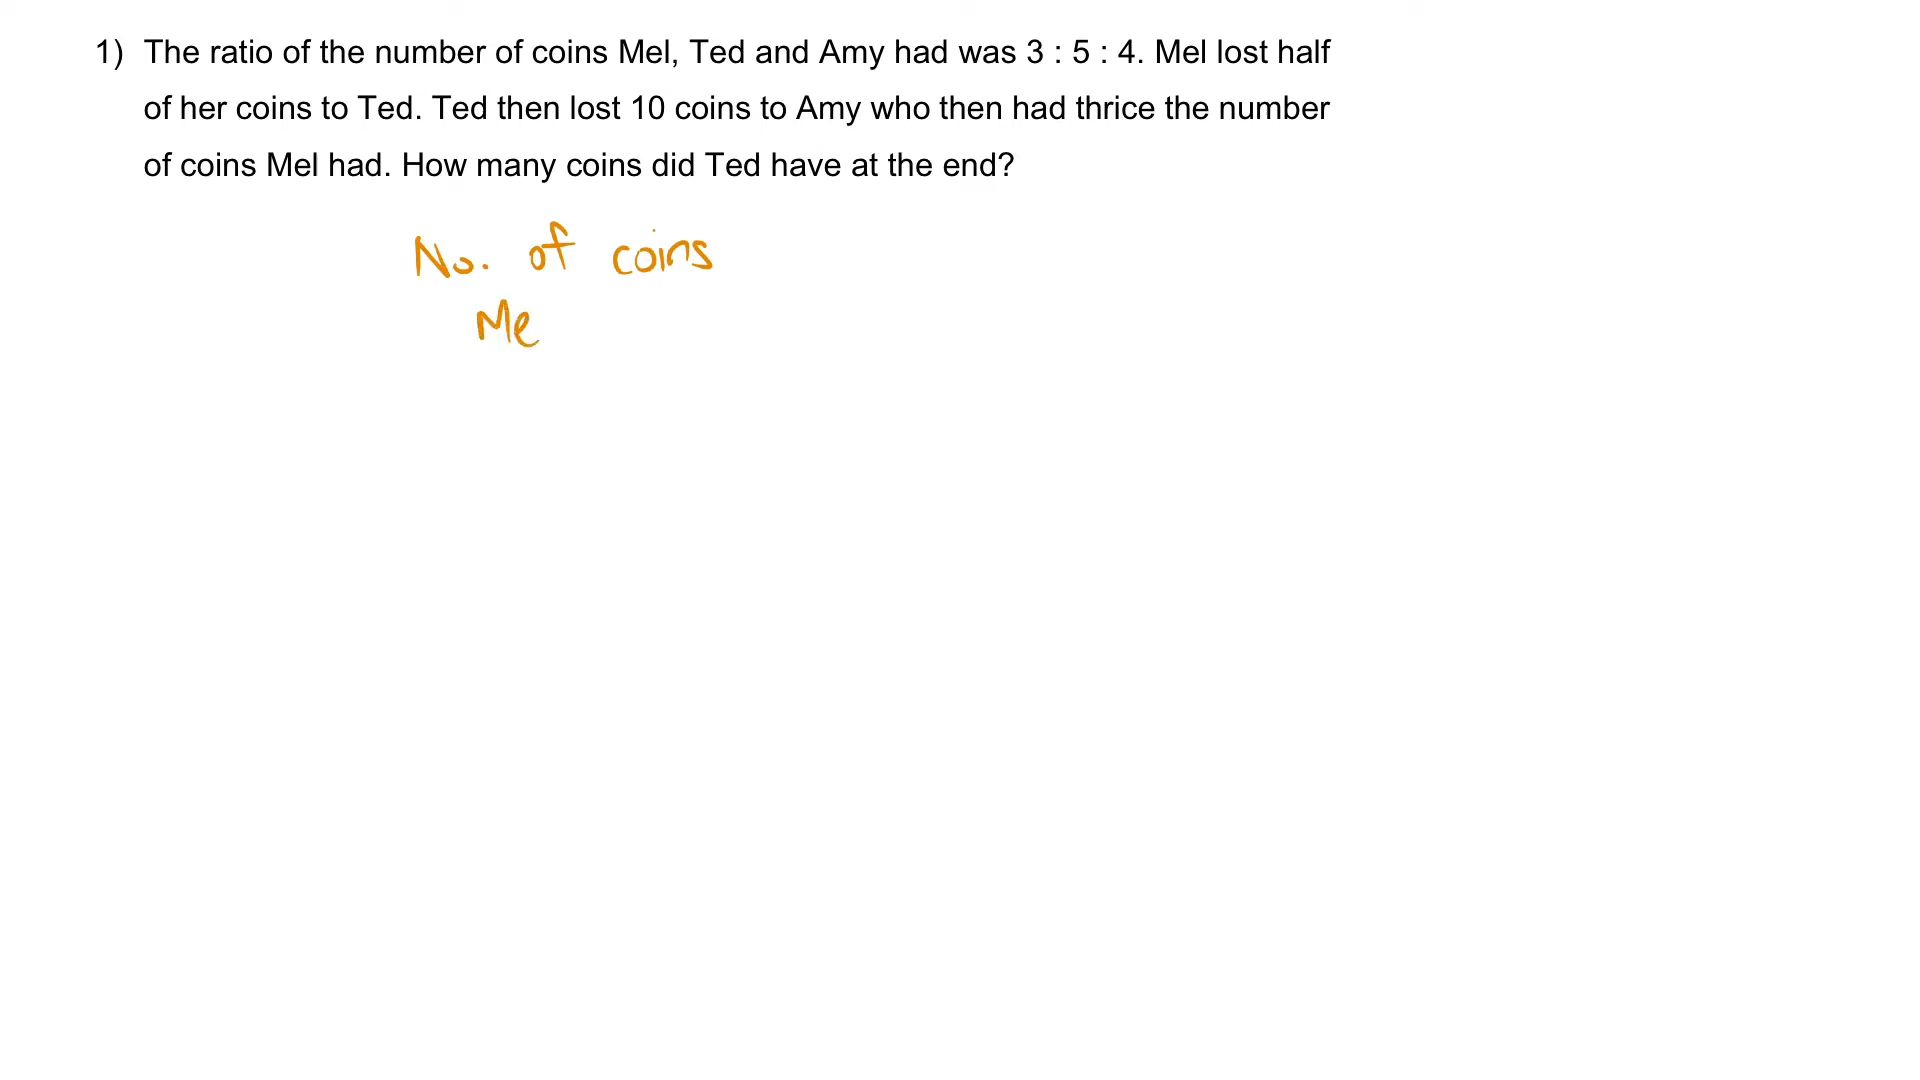 1) The ratio of the number of coins Mel, Ted and Amy had was 3 : 5 : 4. Mel lost half
of her coins to Ted. Ted then lost 10 coins to Amy who then had thrice the number
of coins Mel had. How many coins did Ted have at the end?
No. of coins
Me